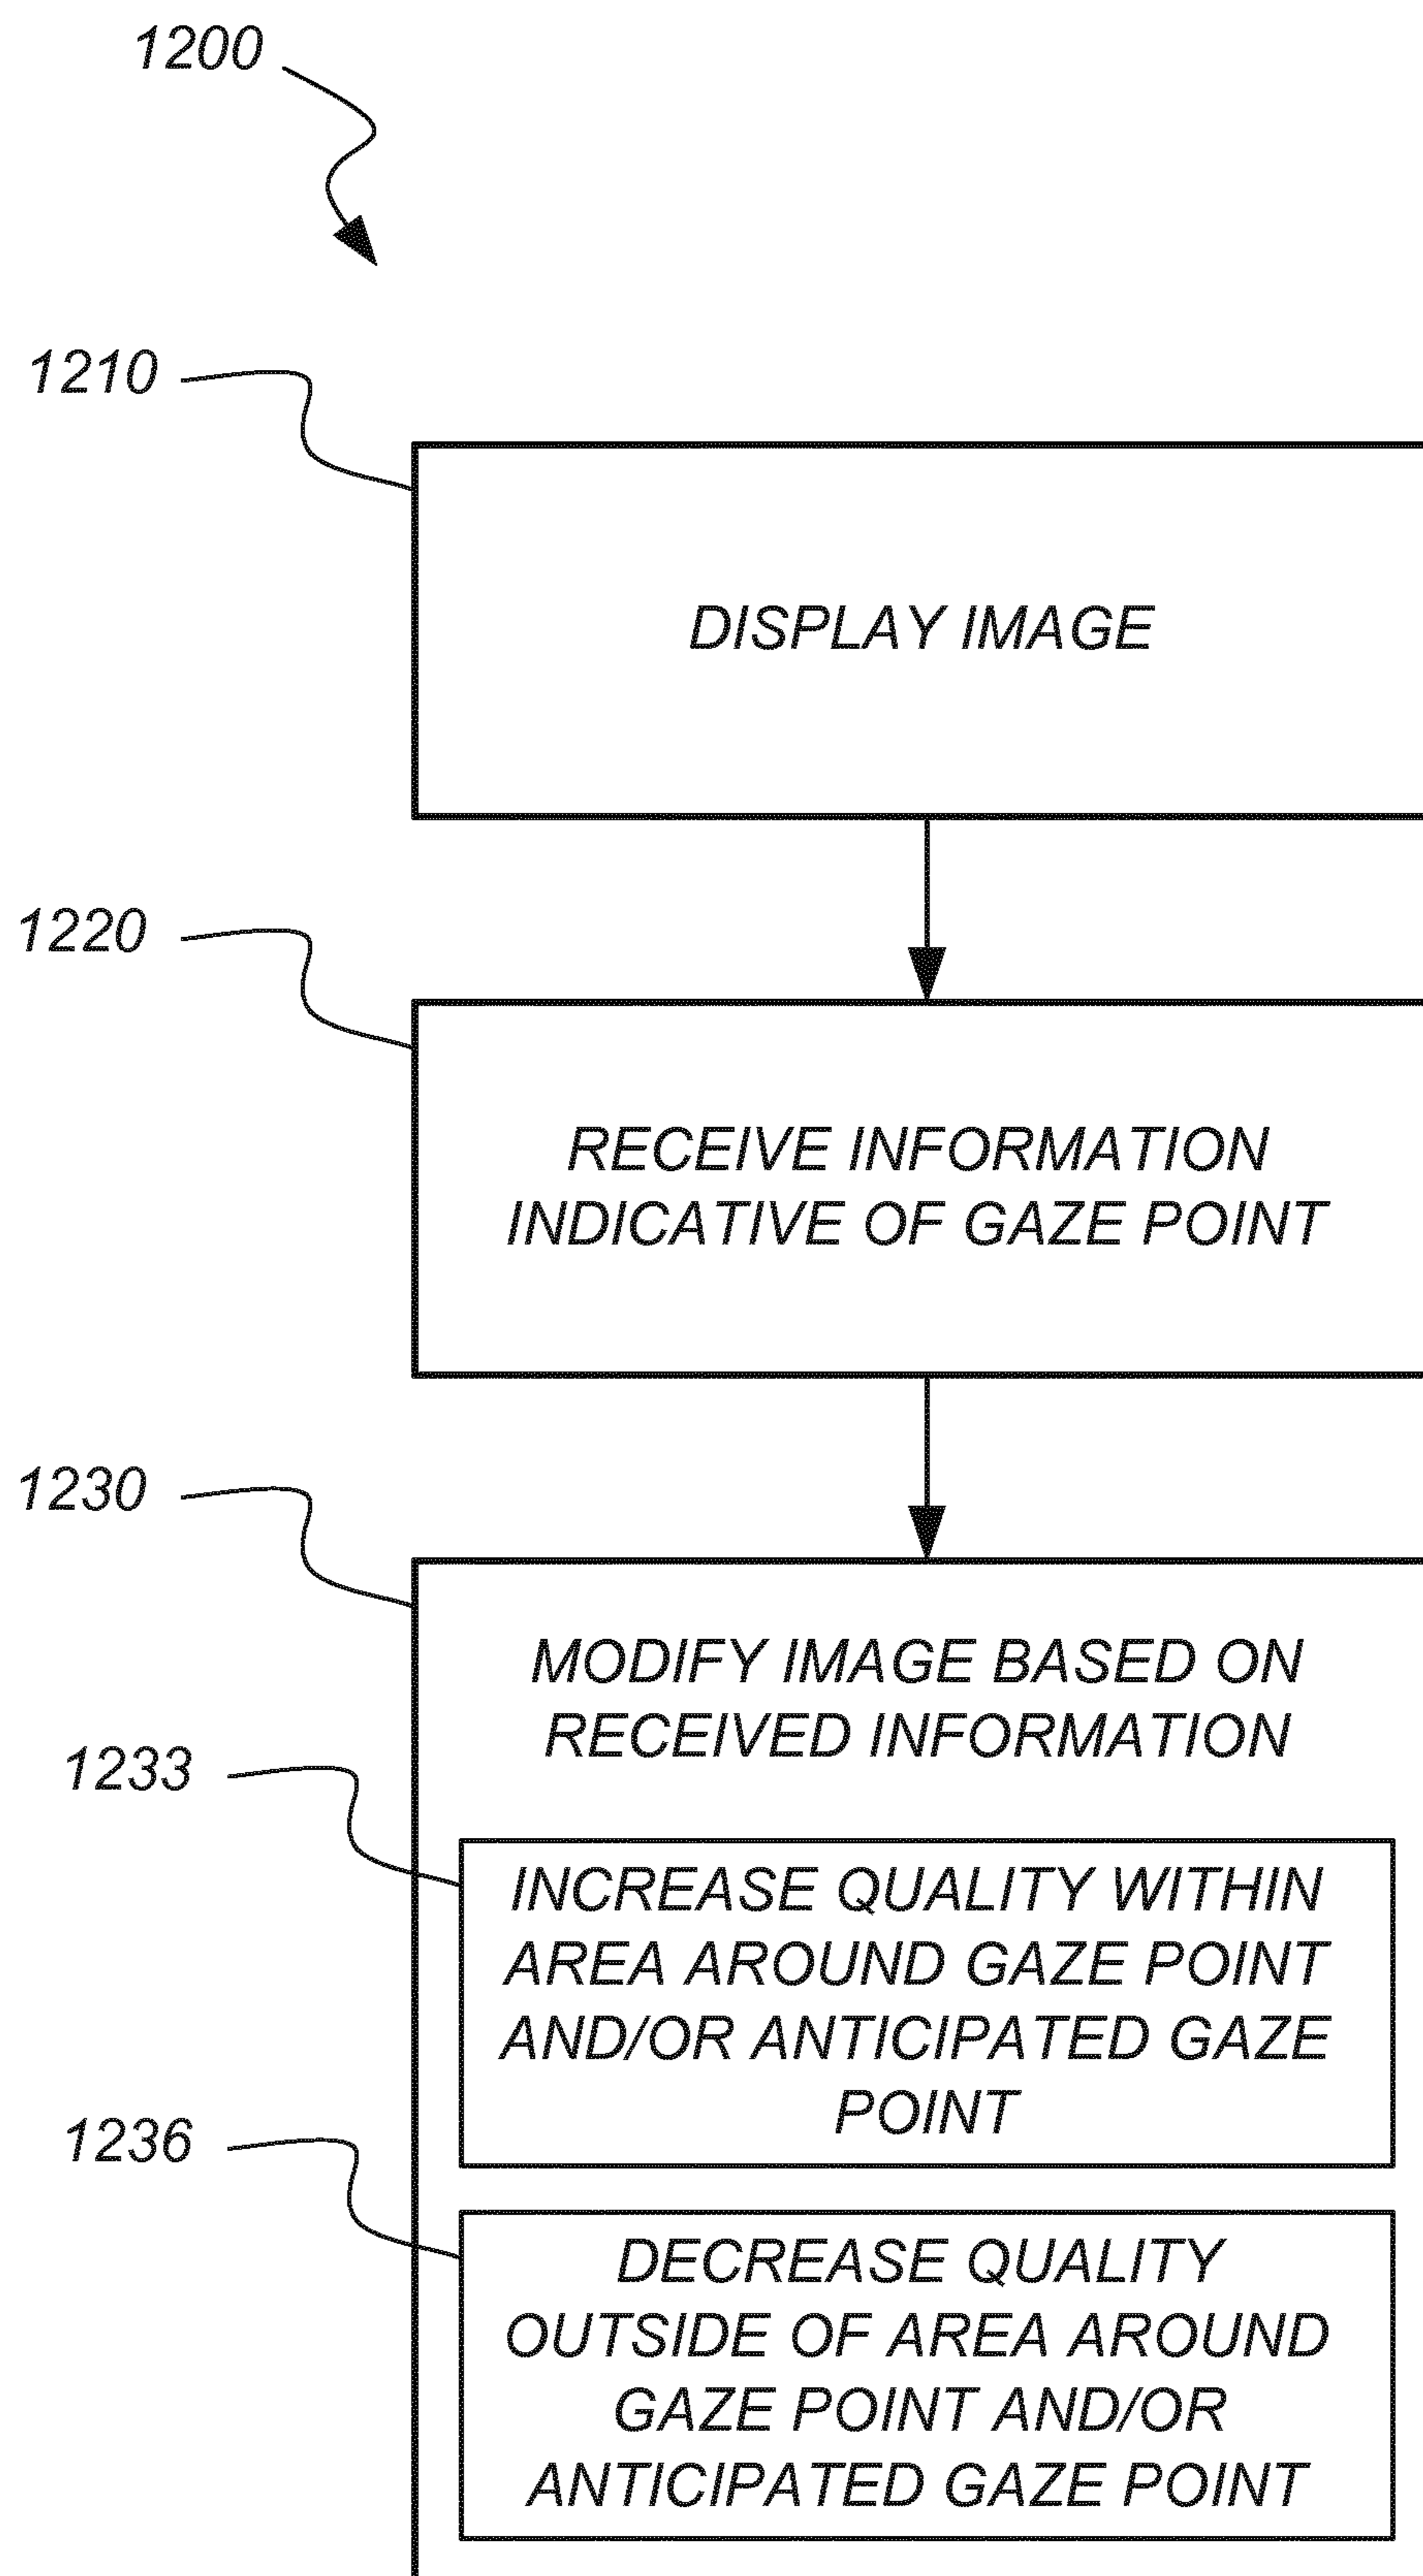 1200
1210
DISPLAY IMAGE
1220
RECEIVE INFORMATION
INDICATIVE OF GAZE POINT
1230
MODIFY IMAGE BASED ON
RECEIVED INFORMATION
1233
INCREASE QUALITY WITHIN
AREA AROUND GAZE POINT
AND/OR ANTICIPATED GAZE
POINT
1236
DECREASE QUALITY
OUTSIDE OF AREA AROUND
GAZE POINT AND/OR
ANTICIPATED GAZE POINT